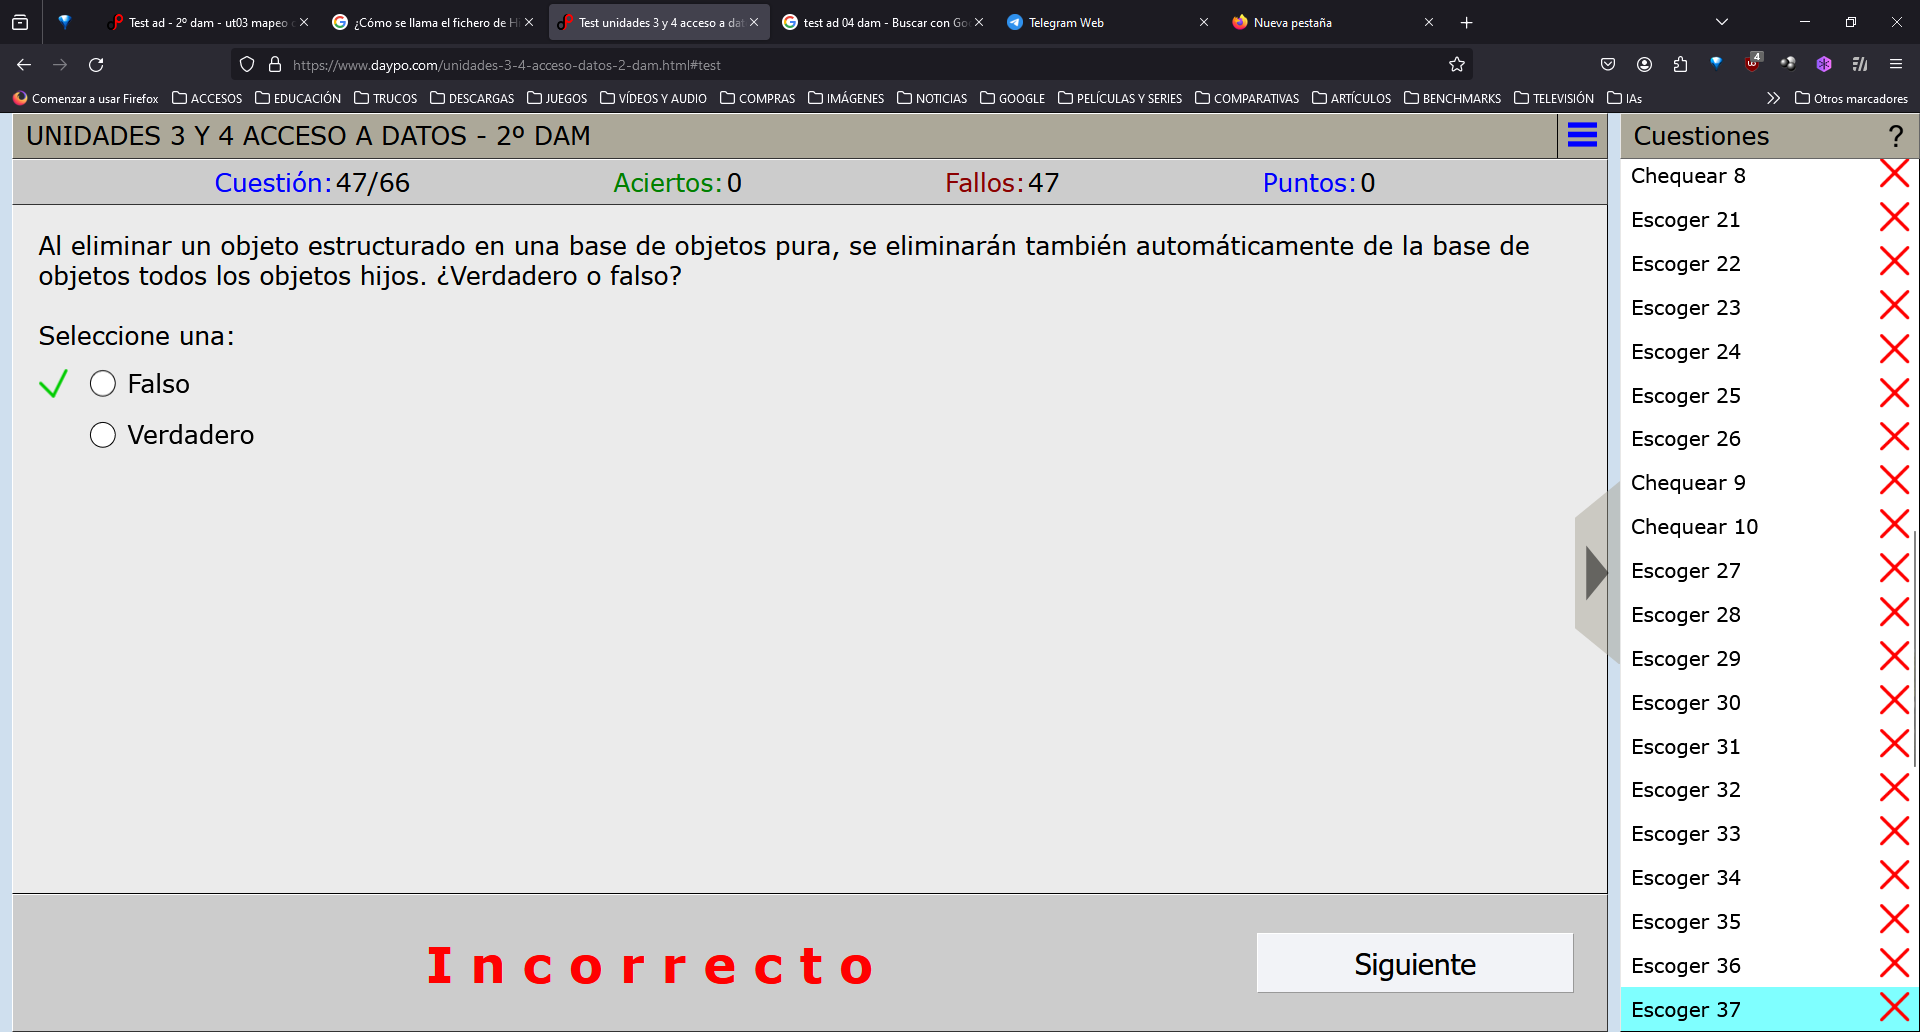 Test ad - 2º dam - ut03 mapeo
¿Cómo se llama el fichero de Hi
Test unidades 3 y 4 acceso a dat
test ad 04 dam - Buscar con Go
Telegram Web
Nueva pestaña
https://www.daypo.com/unidades-3-4-acceso-datos-2-dam.html#test
4
Comenzar a usar Firefox ACCESOS EDUCACIÓN TRUCOS DESCARGAS JUEGOS VÍDEOS Y AUDIO COMPRAS IMÁGENES NOTICIAS GOOGLE PELÍCULAS Y SERIES COMPARATIVAS ARTÍCULOS BENCHMARKS TELEVISIÓN IAs Otros marcadores
UNIDADES 3 Y 4 ACCESO A DATOS - 2º DAM
Cuestión: 47/66 Aciertos: 0 Fallos: 47 Puntos: 0
Al eliminar un objeto estructurado en una base de objetos pura, se eliminarán también automáticamente de la base de
objetos todos los objetos hijos. ¿Verdadero o falso?
Seleccione una:
Falso
Verdadero
Incorrecto
Siguiente
Cuestiones ?
Chequear 8
Escoger 21
Escoger 22
Escoger 23
Escoger 24
Escoger 25
Escoger 26
Chequear 9
Chequear 10
Escoger 27
Escoger 28
Escoger 29
Escoger 30
Escoger 31
Escoger 32
Escoger 33
Escoger 34
Escoger 35
Escoger 36
Escoger 37